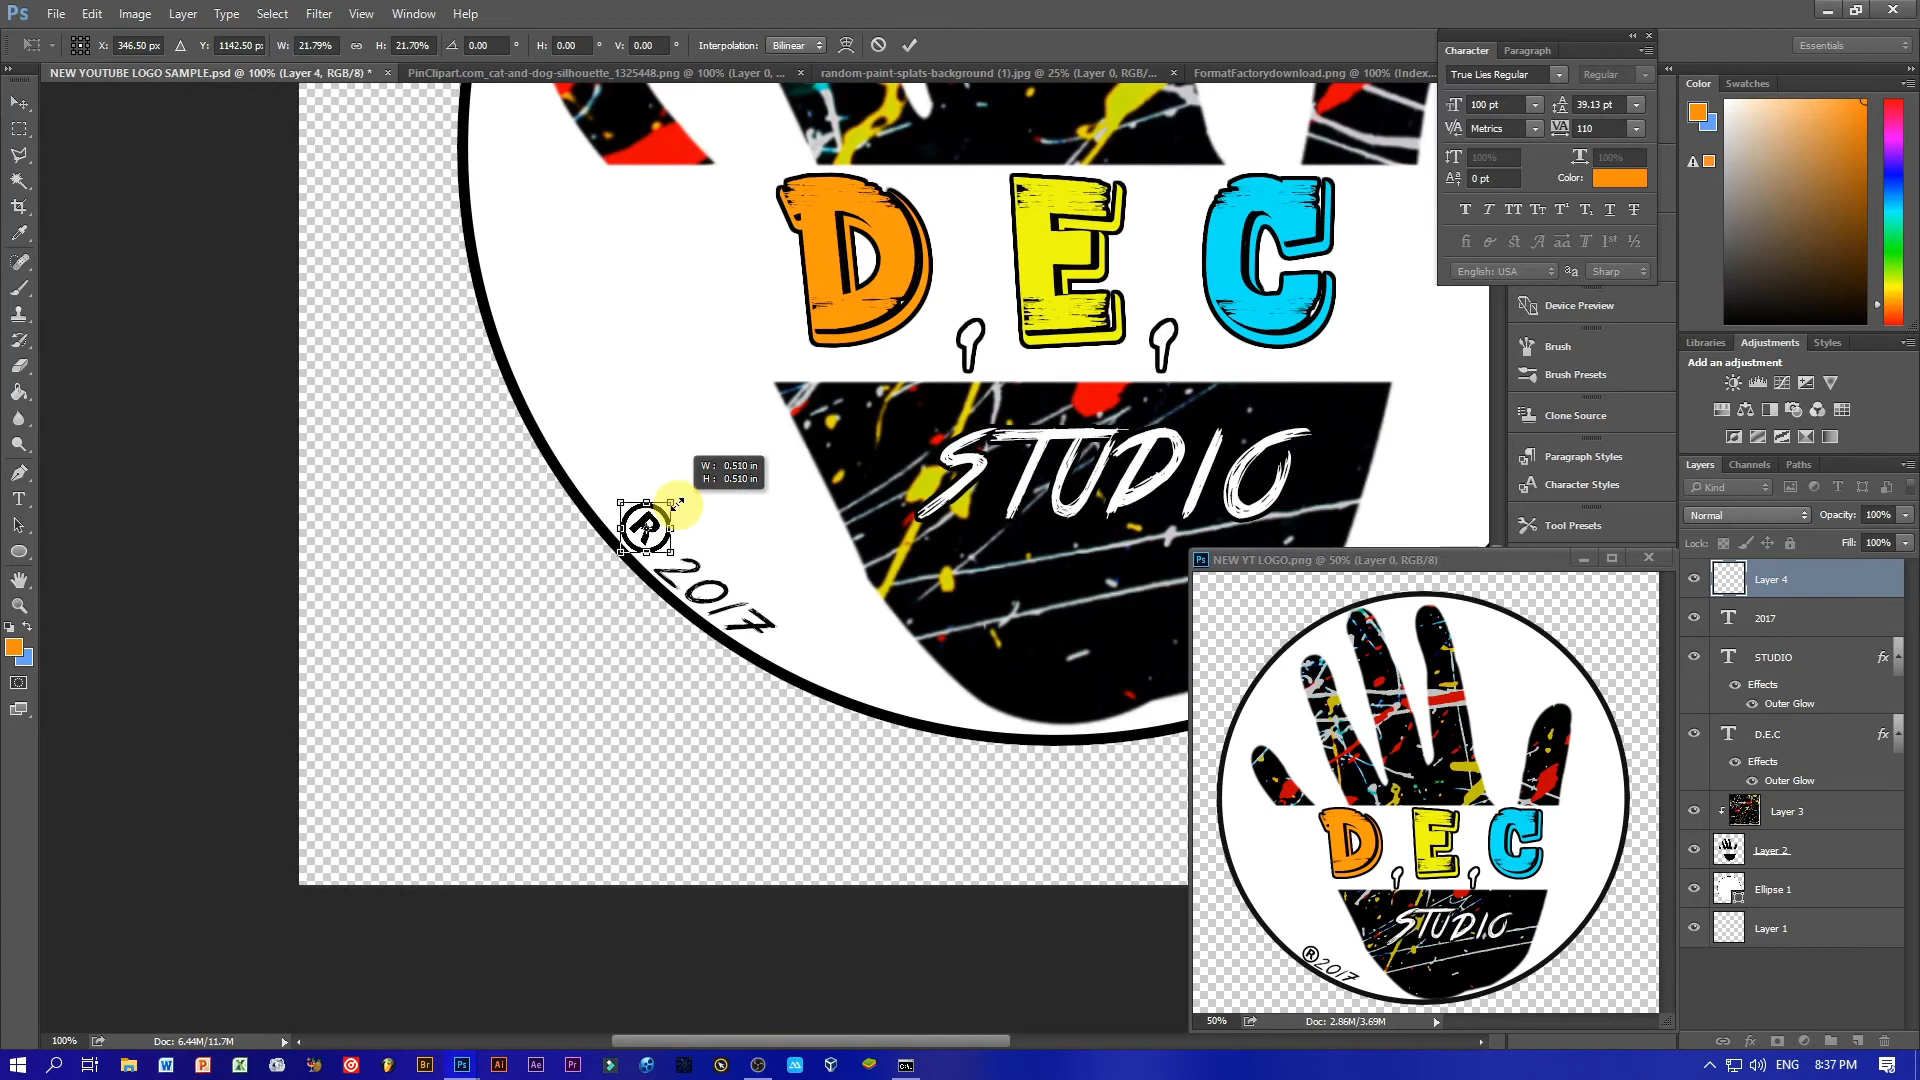 Ps File Edit Image Layer Type Select Filter View Window Help
X: 346.50 px Y: 1142.50 px W: 21.79% H: 21.70% 0.00 ° H: 0.00 ° V: 0.00 ° Interpolation: Bilinear Essentials
NEW YOUTUBE LOGO SAMPLE.psd @ 100% (Layer 4, RGB/8) * × PinClipart.com_cat-and-dog-silhouette_1325448.png @ 100% (Layer 0, ... × random-paint-splats-background (1).jpg @ 25% (Layer 0, RGB/... × FormatFactorydownload.png @ 100% (Index...
Character Paragraph
True Lies Regular Regular
100 pt 39.13 pt
Metrics 110
100% 100%
0 pt Color:
English: USA aa Sharp
Color Swatches
Device Preview
Brush
Brush Presets
Clone Source
Paragraph Styles
Character Styles
Tool Presets
Libraries Adjustments Styles
Add an adjustment
Layers Channels Paths
Kind
Normal Opacity: 100%
Lock: Fill: 100%
Layer 4
2017
STUDIO fx
Effects
Outer Glow
D.E.C fx
Effects
Outer Glow
Layer 3
Layer 2
Ellipse 1
Layer 1
D,E,C
STUDIO
W: 0.510 in
H: 0.510 in
® 2017
NEW YT LOGO.png @ 50% (Layer 0, RGB/8)
D,E,C
STUDIO
®2017
50% Doc: 2.86M/3.69M
100% Doc: 6.44M/11.7M
ENG 8:37 PM